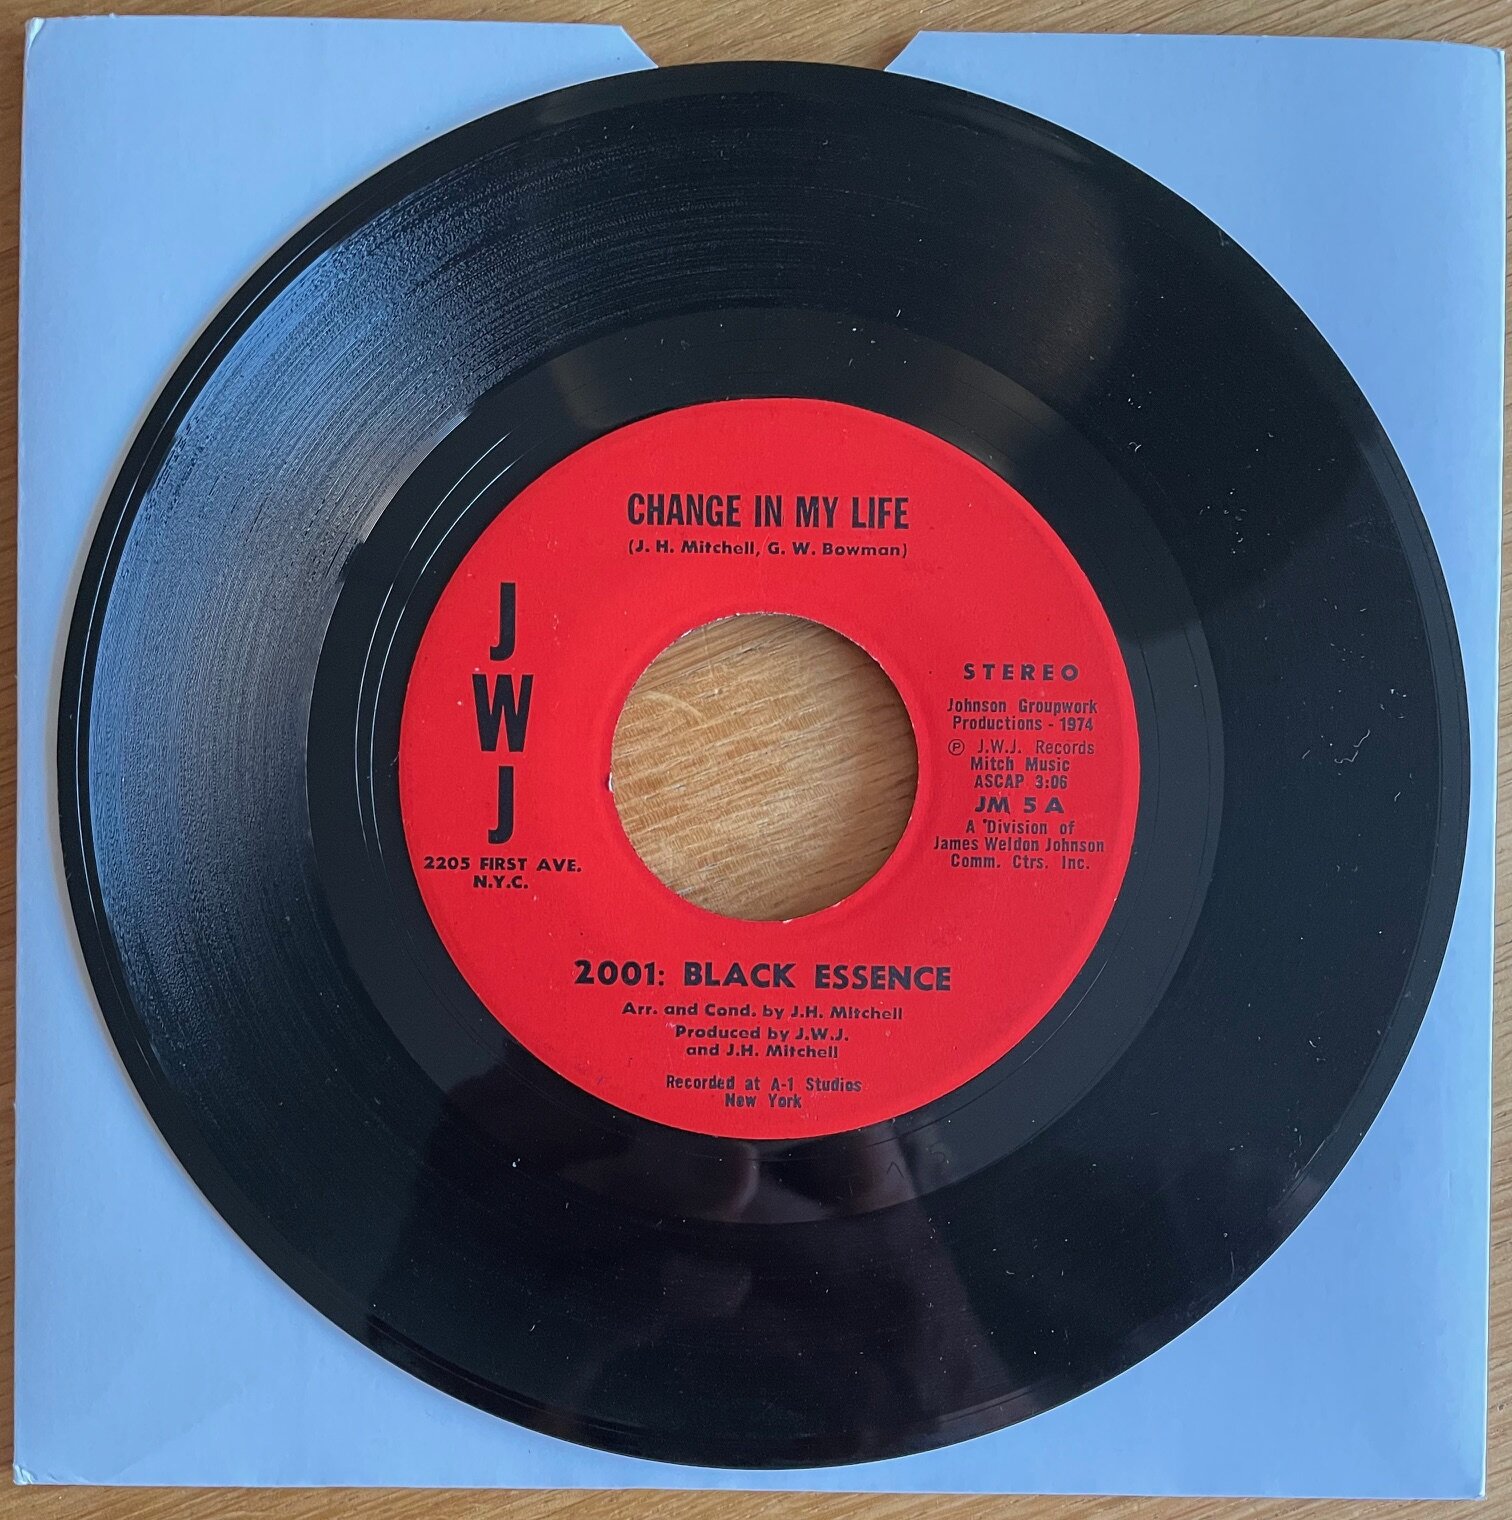 CHANGE IN MY LIFE
(J. H. Mitchell, G. W. Bowman)
J
W
J
2205 FIRST AVE.
N.Y.C.
STEREO
Johnson Groupwork
Productions - 1974
Ⓟ J.W.J. Records
Mitch Music
ASCAP 3:06
JM 5 A
A Division of
James Weldon Johnson
Comm. Ctrs. Inc.
2001: BLACK ESSENCE
Arr. and Cond. by J.H. Mitchell
Produced by J.W.J.
and J.H. Mitchell
Recorded at A-1 Studios
New York